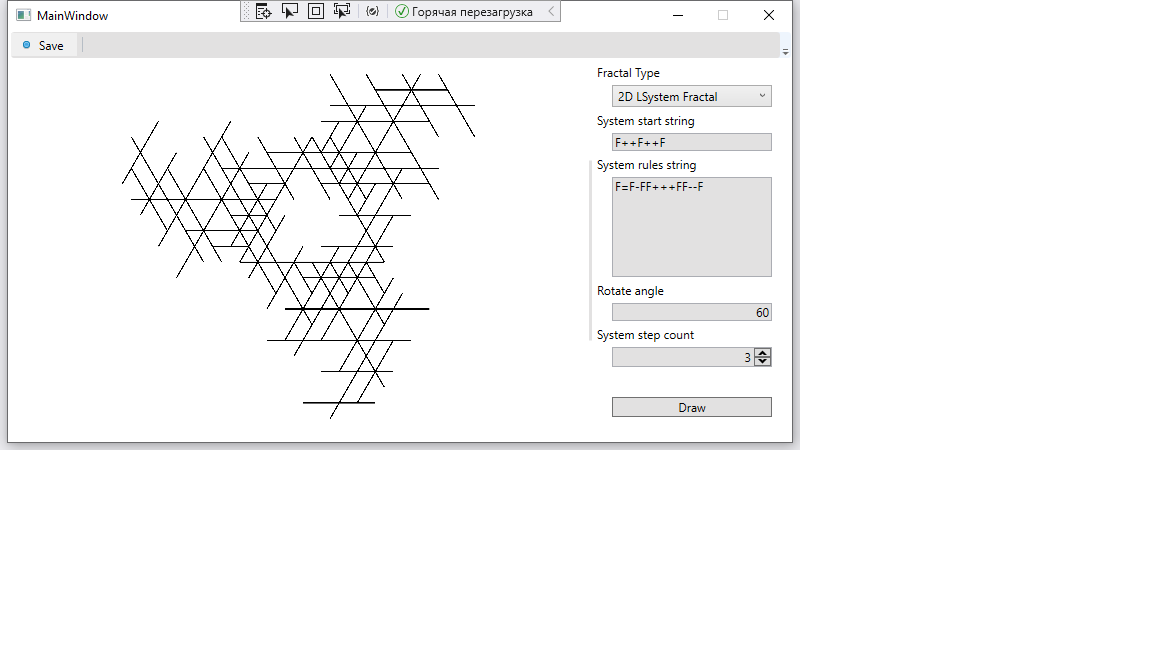 MainWindow
Горячая перезагрузка
Save
Fractal Type
2D LSystem Fractal
System start string
F++F++F
System rules string
F=F-FF+++FF--F
Rotate angle
60
System step count
3
Draw